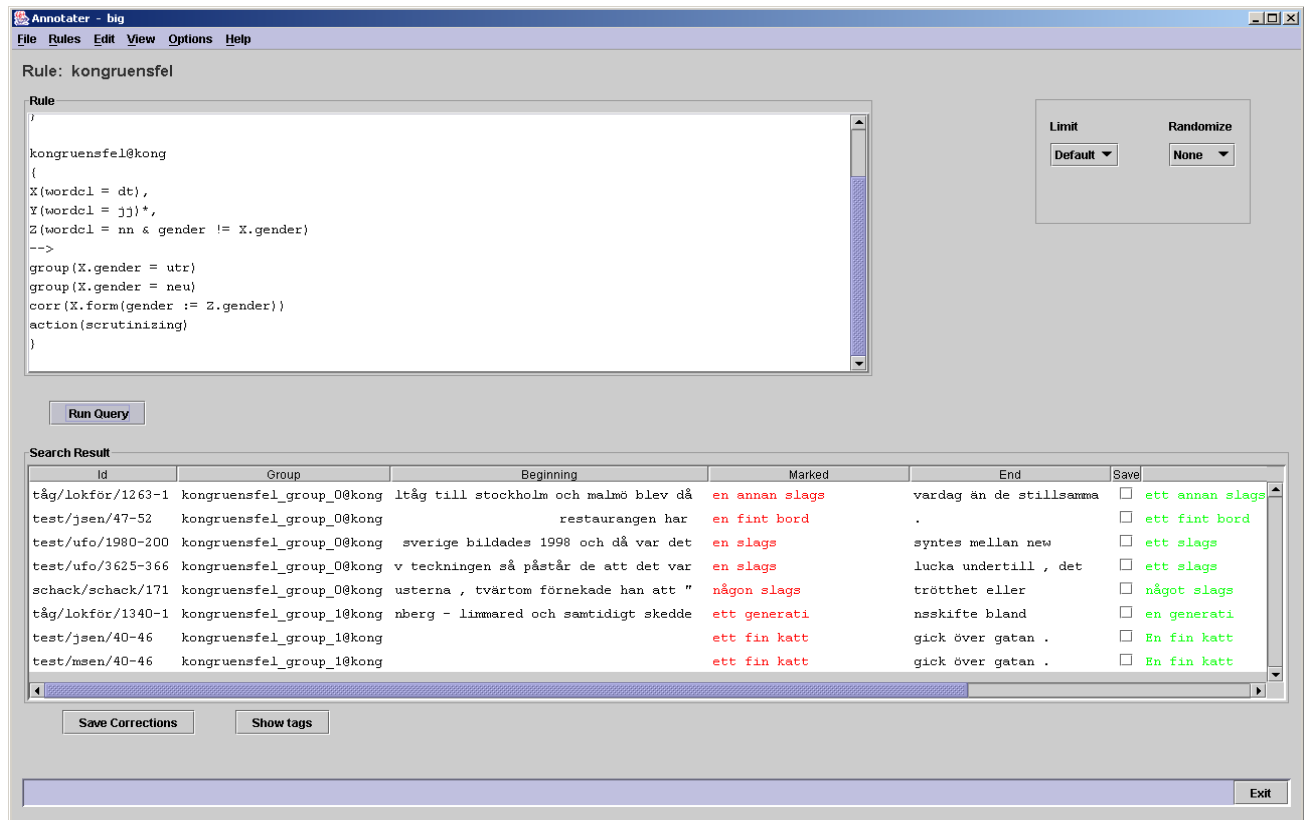 Annotater - big
File Rules Edit View Options Help
Rule: kongruensfel
Rule
}
kongruensfel@kong
{
X(wordcl = dt),
Y(wordcl = jj)*,
Z(wordcl = nn & gender != X.gender)
-->
group(X.gender = utr)
group(X.gender = neu)
corr(X.form(gender := Z.gender))
action(scrutinizing)
}
Limit Randomize
Default None
Run Query
Search Result
Id Group Beginning Marked End Save
tåg/lokför/1263-1 kongruensfel_group_0@kong ltåg till stockholm och malmö blev då en annan slags vardag än de stillsamma ett annan slags
test/jsen/47-52 kongruensfel_group_0@kong restaurangen har en fint bord . ett fint bord
test/ufo/1980-200 kongruensfel_group_0@kong sverige bildades 1998 och då var det en slags syntes mellan new ett slags
test/ufo/3625-366 kongruensfel_group_0@kong v teckningen så påstår de att det var en slags lucka undertill , det ett slags
schack/schack/171 kongruensfel_group_0@kong usterna , tvärtom förnekade han att " någon slags trötthet eller något slags
tåg/lokför/1340-1 kongruensfel_group_1@kong nberg - limmared och samtidigt skedde ett generati nsskifte bland en generati
test/jsen/40-46 kongruensfel_group_1@kong ett fin katt gick över gatan . En fin katt
test/msen/40-46 kongruensfel_group_1@kong ett fin katt gick över gatan . En fin katt
Save Corrections Show tags
Exit